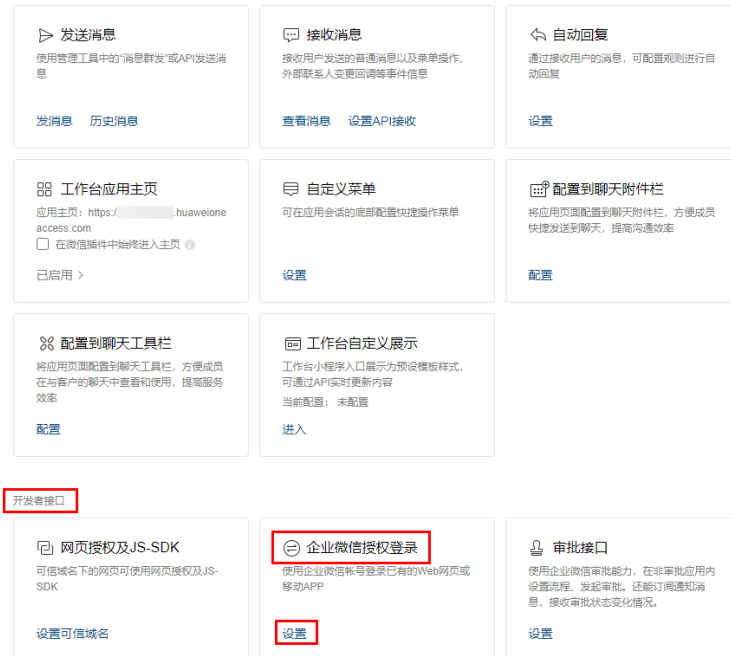 发送消息
使用管理工具中的“消息群发”或API发送消
息
发消息 历史消息
接收消息
接收用户发送的普通消息以及菜单操作、
外部联系人变更回调等事件信息
查看消息 设置API接收
自动回复
通过接收用户的消息，可配置规则进行自
动回复
设置
工作台应用主页
应用主页：https:/ .huaweione
access.com
在微信插件中始终进入主页
已启用 >
自定义菜单
可在应用会话的底部配置快捷操作菜单
设置
配置到聊天附件栏
将应用页面配置到聊天附件栏，方便成员
快捷发送到聊天，提高沟通效率
配置
配置到聊天工具栏
将应用页面配置到聊天工具栏，方便成员
在与客户的聊天中查看和使用，提高服务
效率
配置
工作台自定义展示
工作台小程序入口展示为预设模板样式，
可通过API实时更新内容
当前配置： 未配置
进入
开发者接口
网页授权及JS-SDK
可信域名下的网页可使用网页授权及JS-
SDK
设置可信域名
企业微信授权登录
使用企业微信帐号登录已有的Web网页或
移动APP
设置
审批接口
使用企业微信审批能力，在非审批应用内
设置流程、发起审批。还能订阅通知消
息，接收审批状态变化情况。
设置